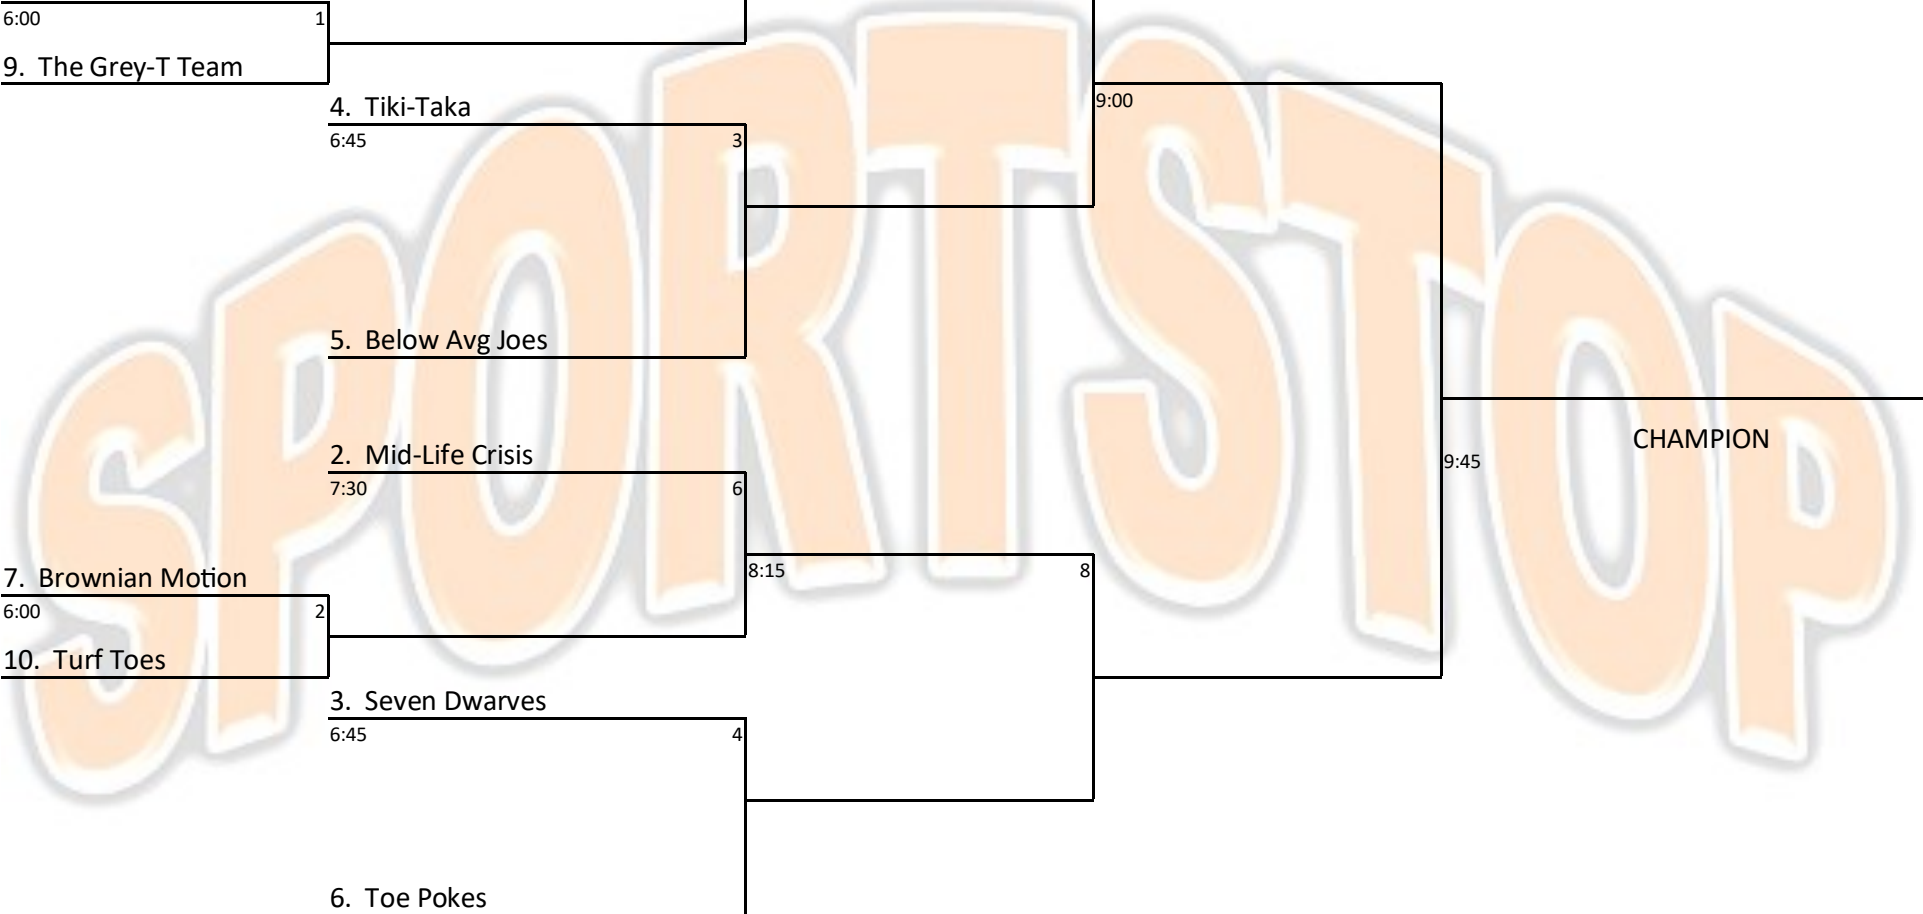 6:00 1
9. The Grey-T Team
4. Tiki-Taka
9:00
6:45 3
5. Below Avg Joes
2. Mid-Life Crisis
CHAMPION
9:45
7:30 6
7. Brownian Motion
8:15 8
6:00 2
10. Turf Toes
3. Seven Dwarves
6:45 4
6. Toe Pokes
SPORTSTOP